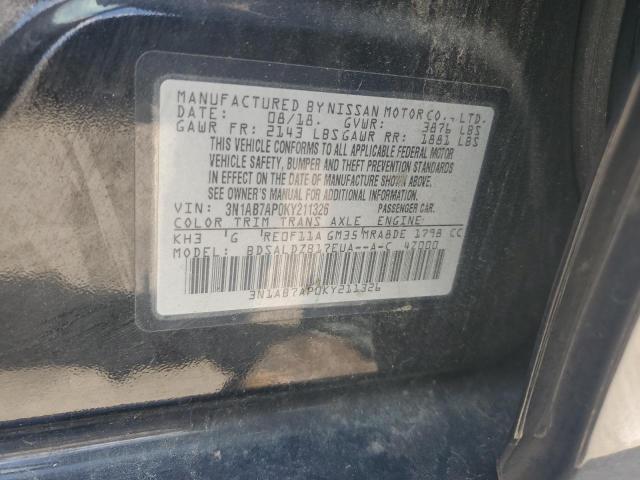 MANUFACTURED BY NISSAN MOTOR CO., LTD.
DATE: 08/18 GVWR: 3876 LBS
GAWR FR: 2143 LBS GAWR RR: 1881 LBS
THIS VEHICLE CONFORMS TO ALL APPLICABLE FEDERAL MOTOR
VEHICLE SAFETY, BUMPER AND THEFT PREVENTION STANDARDS
IN EFFECT ON THE DATE OF MANUFACTURE SHOWN ABOVE.
SEE OWNER'S MANUAL FOR ADDITIONAL INFORMATION.
VIN: 3N1AB7AP0KY211326 PASSENGER CAR.
COLOR TRIM TRANS AXLE ENGINE
KH3 G RE0F11A GM35 MRA8DE 1798 CC
MODEL: BDSALDZB17EUA--A-C 42000
3N1AB7AP0KY211326